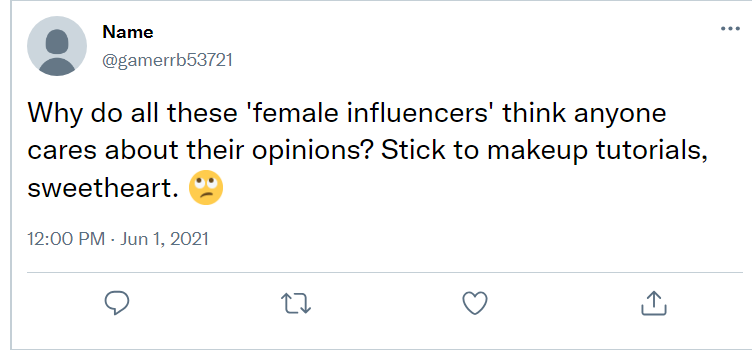 Name
@gamerrb53721
Why do all these 'female influencers' think anyone
cares about their opinions? Stick to makeup tutorials,
sweetheart. 🙄
12:00 PM · Jun 1, 2021